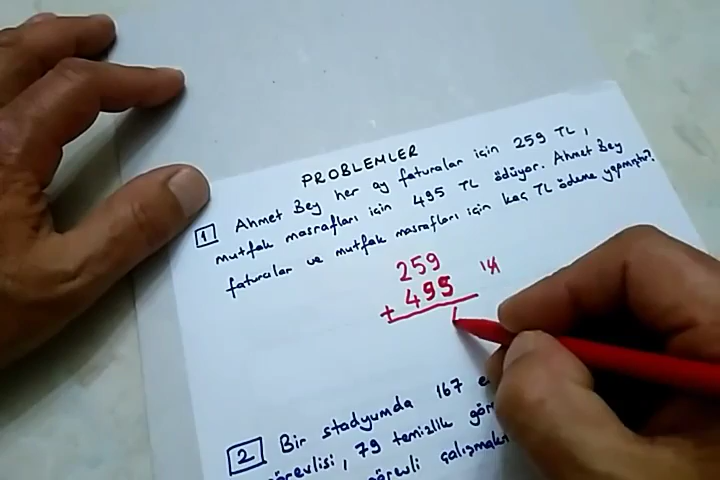 PROBLEMLER
1 Ahmet Bey her ay faturalar için 259 TL,
mutfak masrafları için 495 TL ödüyor. Ahmet Bey
faturalar ve mutfak masrafları için kaç TL ödeme yapmıştır?
259
495 14
+
2 Bir stadyumda 167
79 temizlik
çalışmak